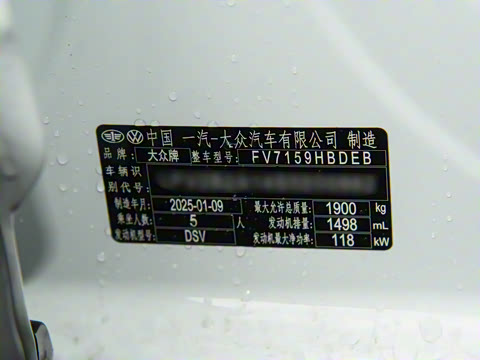 中国 一汽-大众汽车有限公司 制造
品牌: 大众牌 整车型号: FV7159HBDEB
车辆识
别代号:
制造年月: 2025-01-09 最大允许总质量: 1900 kg
乘坐人数: 5 人 发动机排量: 1498 mL
发动机型号: DSV 发动机最大净功率: 118 kW